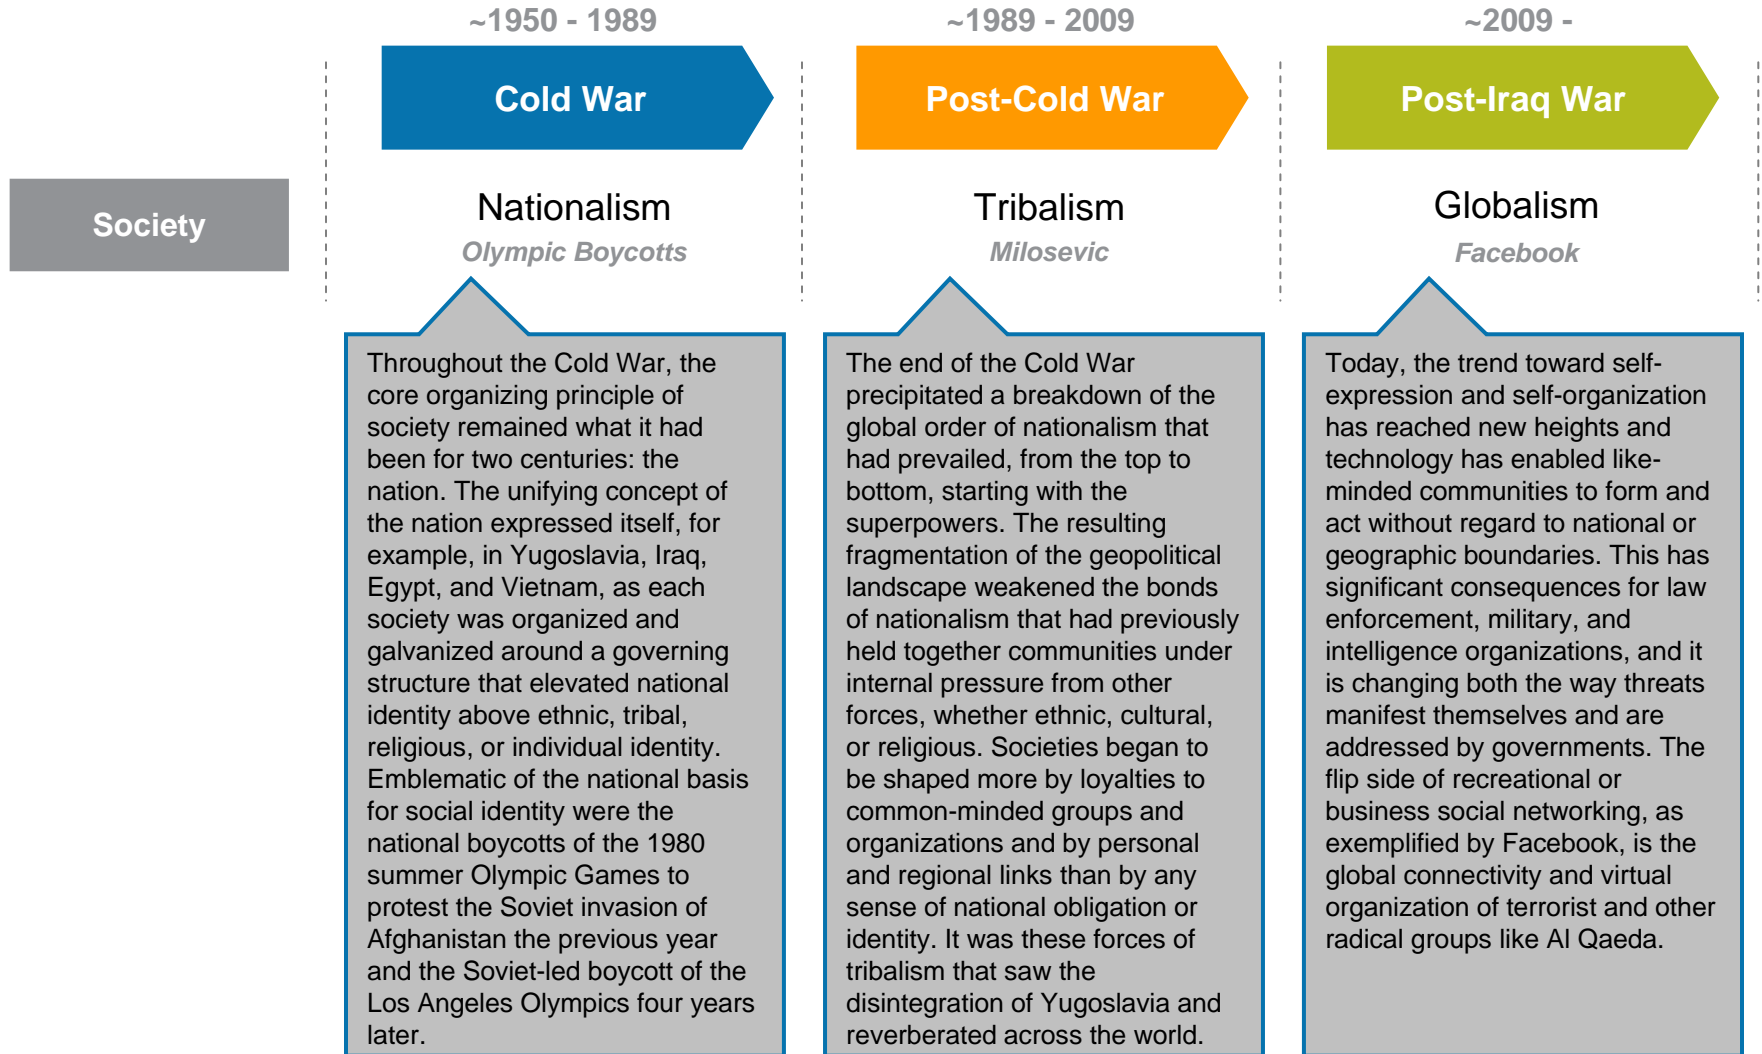 ~1950 - 1989
~1989 - 2009
~2009 -
Cold War
Post-Cold War
Post-Iraq War
Society
Nationalism
Olympic Boycotts
Tribalism
Milosevic
Globalism
Facebook
Throughout the Cold War, the
core organizing principle of
society remained what it had
been for two centuries: the
nation. The unifying concept of
the nation expressed itself, for
example, in Yugoslavia, Iraq,
Egypt, and Vietnam, as each
society was organized and
galvanized around a governing
structure that elevated national
identity above ethnic, tribal,
religious, or individual identity.
Emblematic of the national basis
for social identity were the
national boycotts of the 1980
summer Olympic Games to
protest the Soviet invasion of
Afghanistan the previous year
and the Soviet-led boycott of the
Los Angeles Olympics four years
later.
The end of the Cold War
precipitated a breakdown of the
global order of nationalism that
had prevailed, from the top to
bottom, starting with the
superpowers. The resulting
fragmentation of the geopolitical
landscape weakened the bonds
of nationalism that had previously
held together communities under
internal pressure from other
forces, whether ethnic, cultural,
or religious. Societies began to
be shaped more by loyalties to
common-minded groups and
organizations and by personal
and regional links than by any
sense of national obligation or
identity. It was these forces of
tribalism that saw the
disintegration of Yugoslavia and
reverberated across the world.
Today, the trend toward self-
expression and self-organization
has reached new heights and
technology has enabled like-
minded communities to form and
act without regard to national or
geographic boundaries. This has
significant consequences for law
enforcement, military, and
intelligence organizations, and it
is changing both the way threats
manifest themselves and are
addressed by governments. The
flip side of recreational or
business social networking, as
exemplified by Facebook, is the
global connectivity and virtual
organization of terrorist and other
radical groups like Al Qaeda.